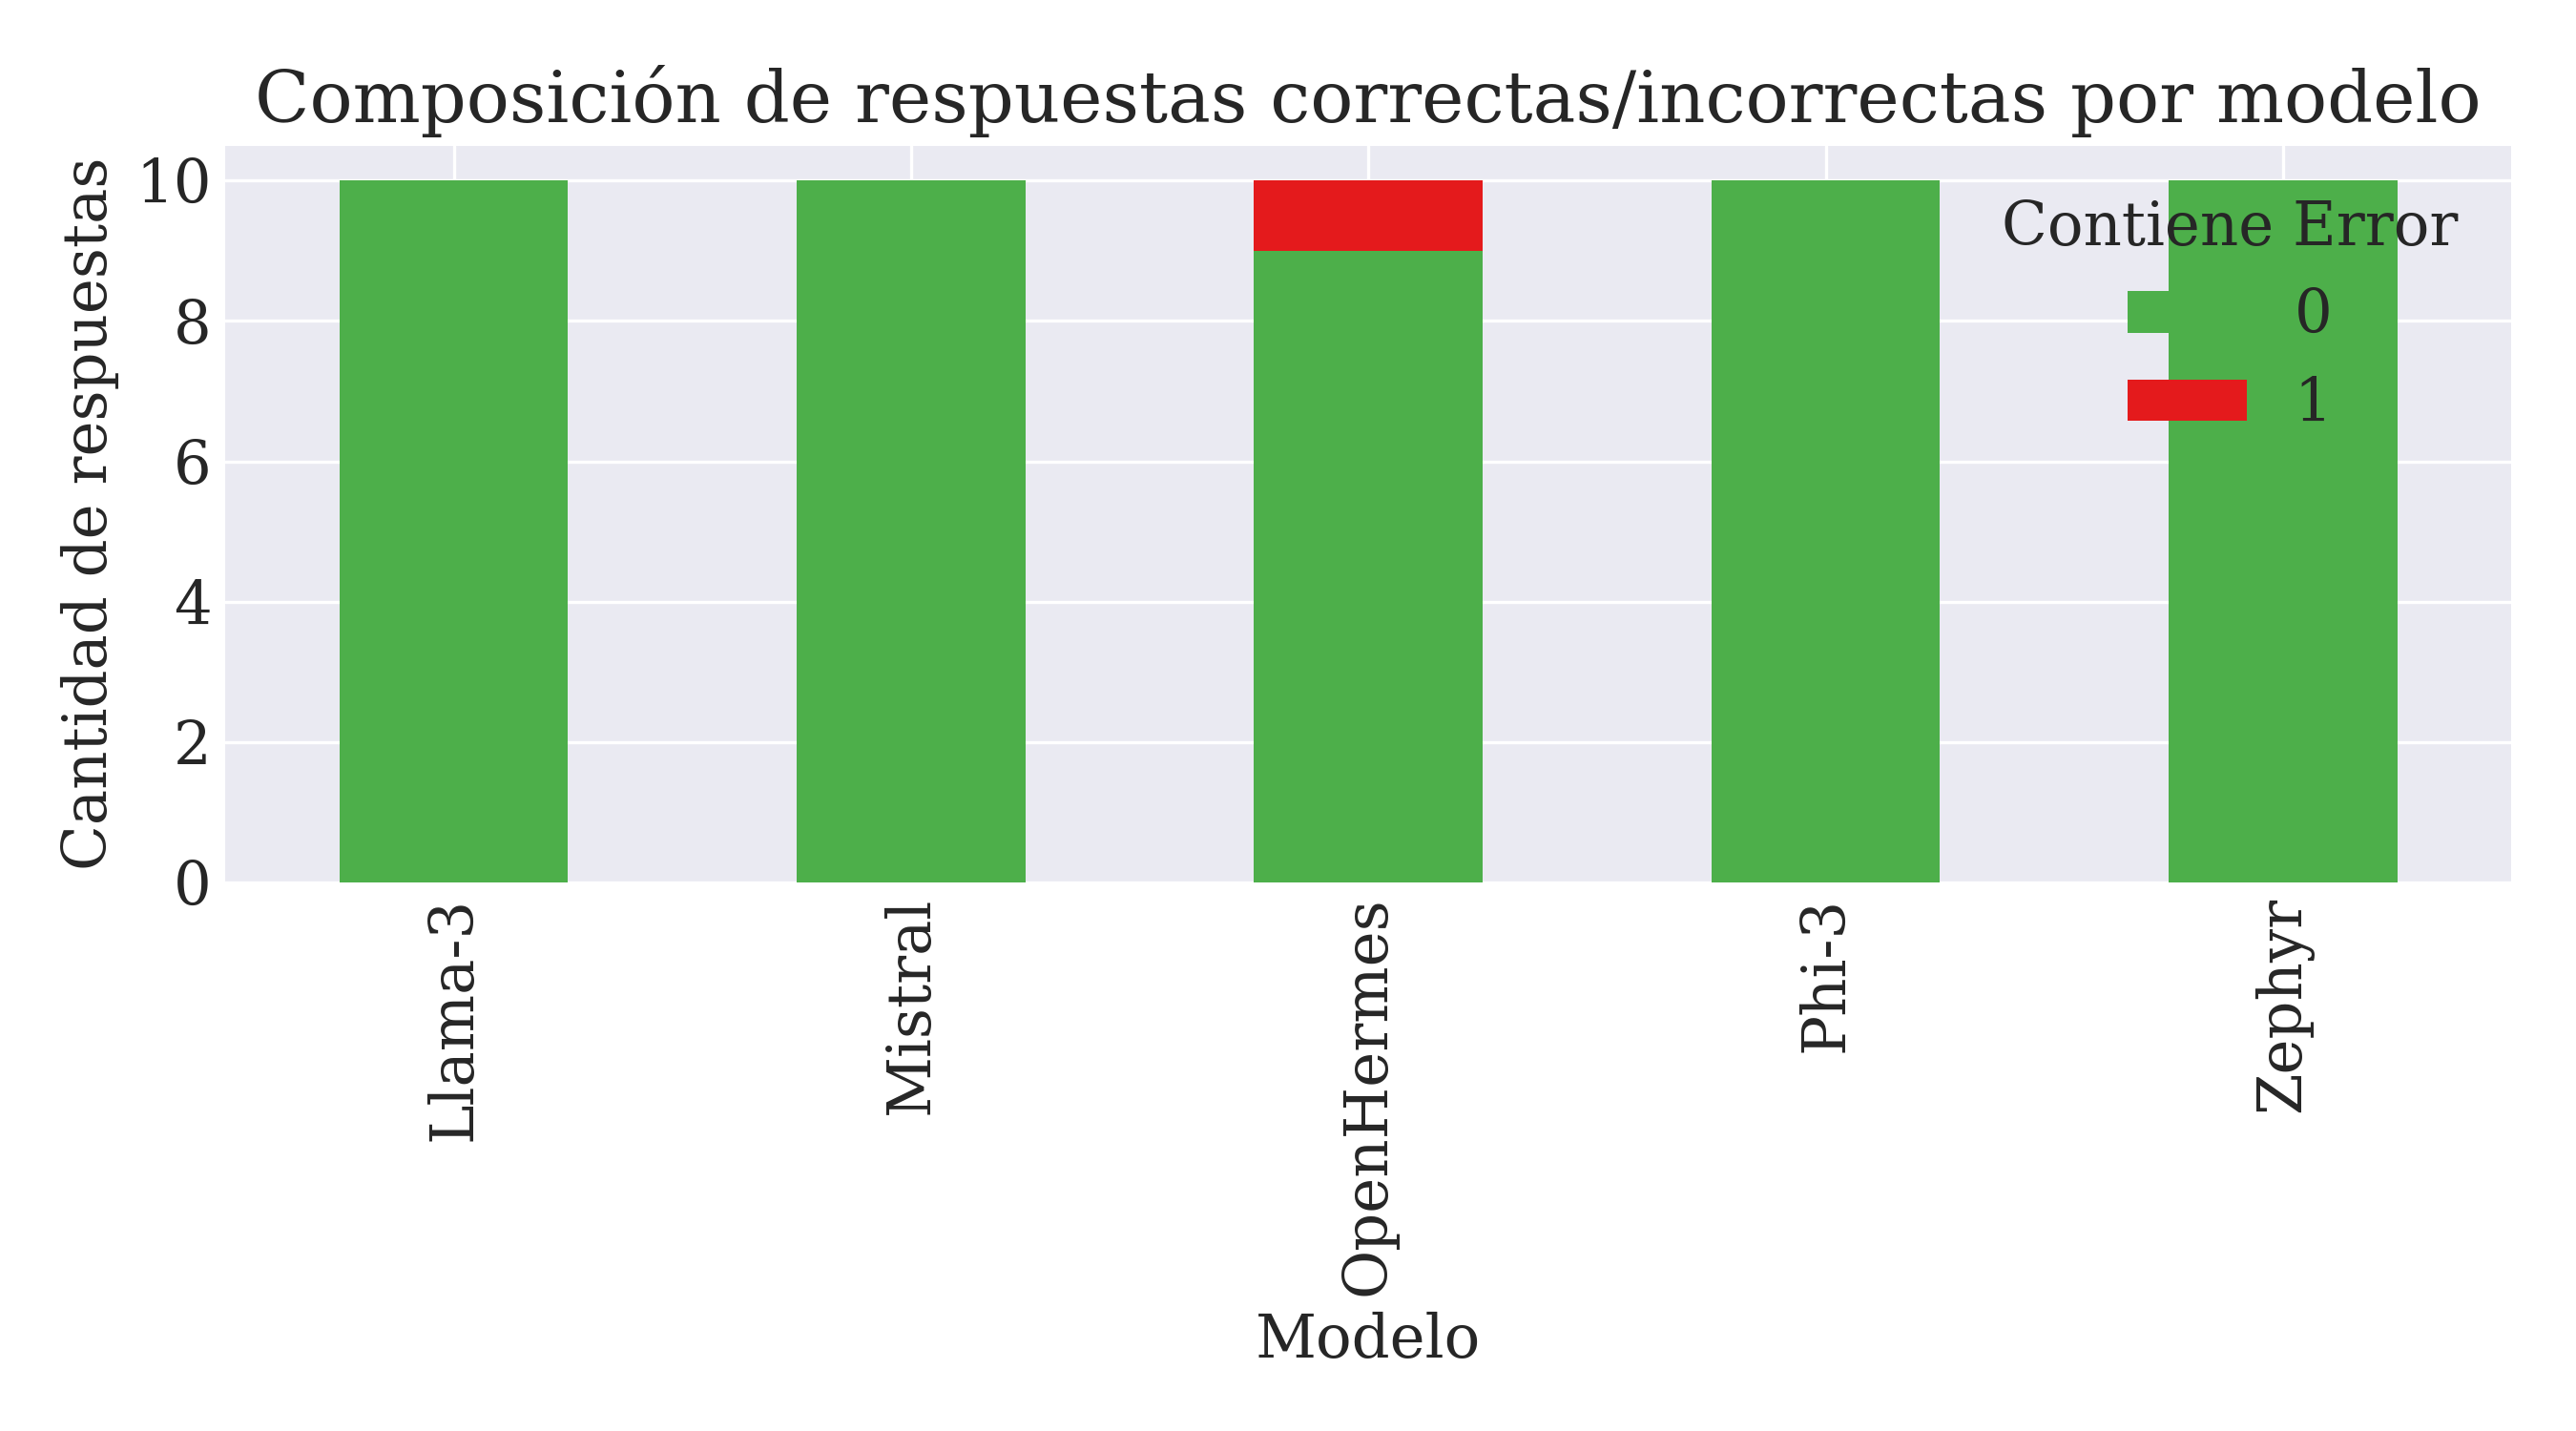 Composición de respuestas correctas/incorrectas por modelo
Cantidad de respuestas
10
8
6
4
2
0
Contiene Error
0
1
Llama-3
Mistral
OpenHermes
Phi-3
Zephyr
Modelo